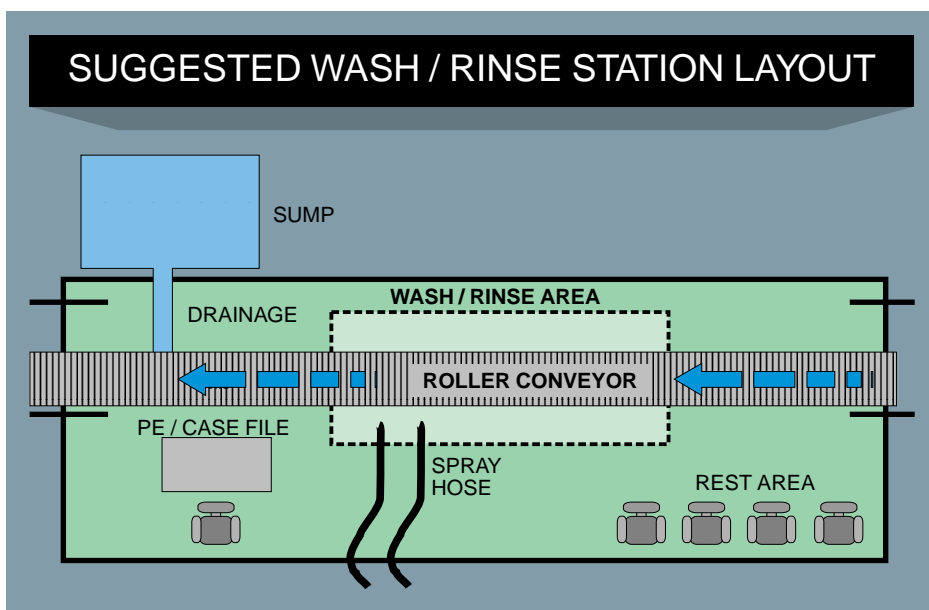 SUGGESTED WASH / RINSE STATION LAYOUT
SUMP
WASH / RINSE AREA
DRAINAGE
ROLLER CONVEYOR
PE / CASE FILE
SPRAY
HOSE
REST AREA